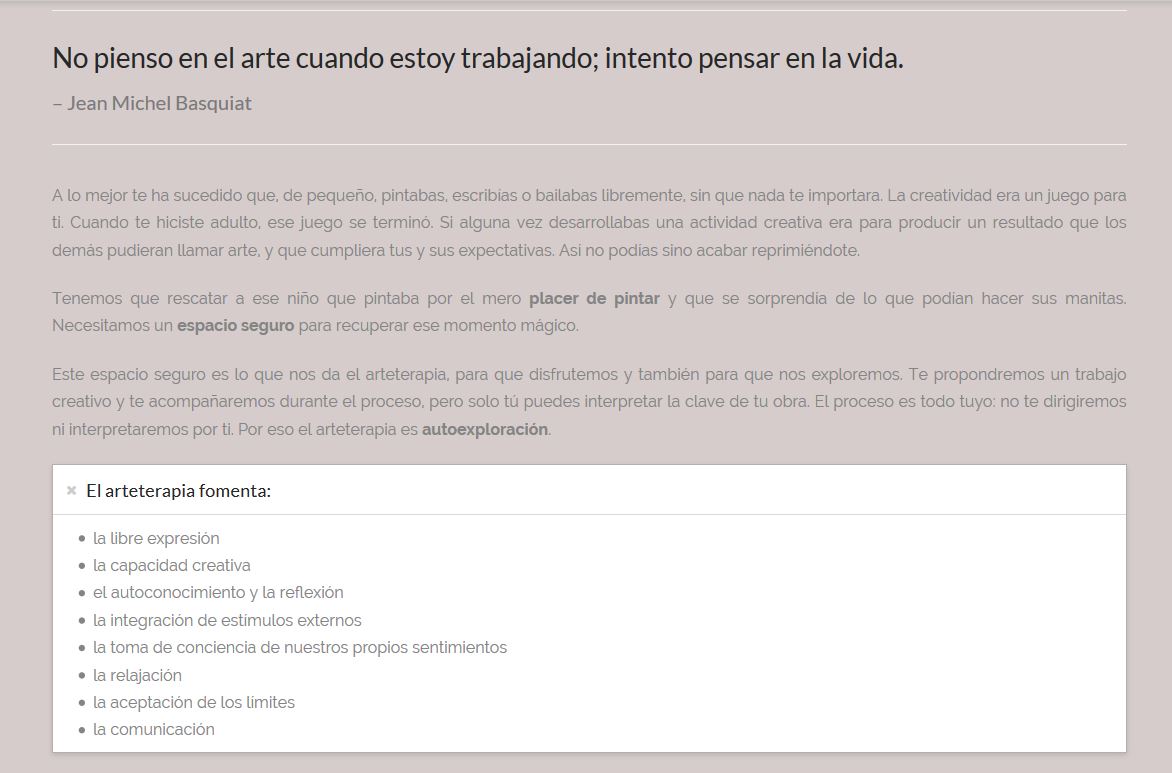 No pienso en el arte cuando estoy trabajando; intento pensar en la vida.
– Jean Michel Basquiat
A lo mejor te ha sucedido que, de pequeño, pintabas, escribías o bailabas libremente, sin que nada te importara. La creatividad era un juego para
ti. Cuando te hiciste adulto, ese juego se terminó. Si alguna vez desarrollabas una actividad creativa era para producir un resultado que los
demás pudieran llamar arte, y que cumpliera tus y sus expectativas. Así no podías sino acabar reprimiéndote.
Tenemos que rescatar a ese niño que pintaba por el mero placer de pintar y que se sorprendía de lo que podían hacer sus manitas.
Necesitamos un espacio seguro para recuperar ese momento mágico.
Este espacio seguro es lo que nos da el arteterapia, para que disfrutemos y también para que nos exploremos. Te propondremos un trabajo
creativo y te acompañaremos durante el proceso, pero solo tú puedes interpretar la clave de tu obra. El proceso es todo tuyo: no te dirigiremos
ni interpretaremos por ti. Por eso el arteterapia es autoexploración.
El arteterapia fomenta:
la libre expresión
la capacidad creativa
el autoconocimiento y la reflexión
la integración de estímulos externos
la toma de conciencia de nuestros propios sentimientos
la relajación
la aceptación de los límites
la comunicación